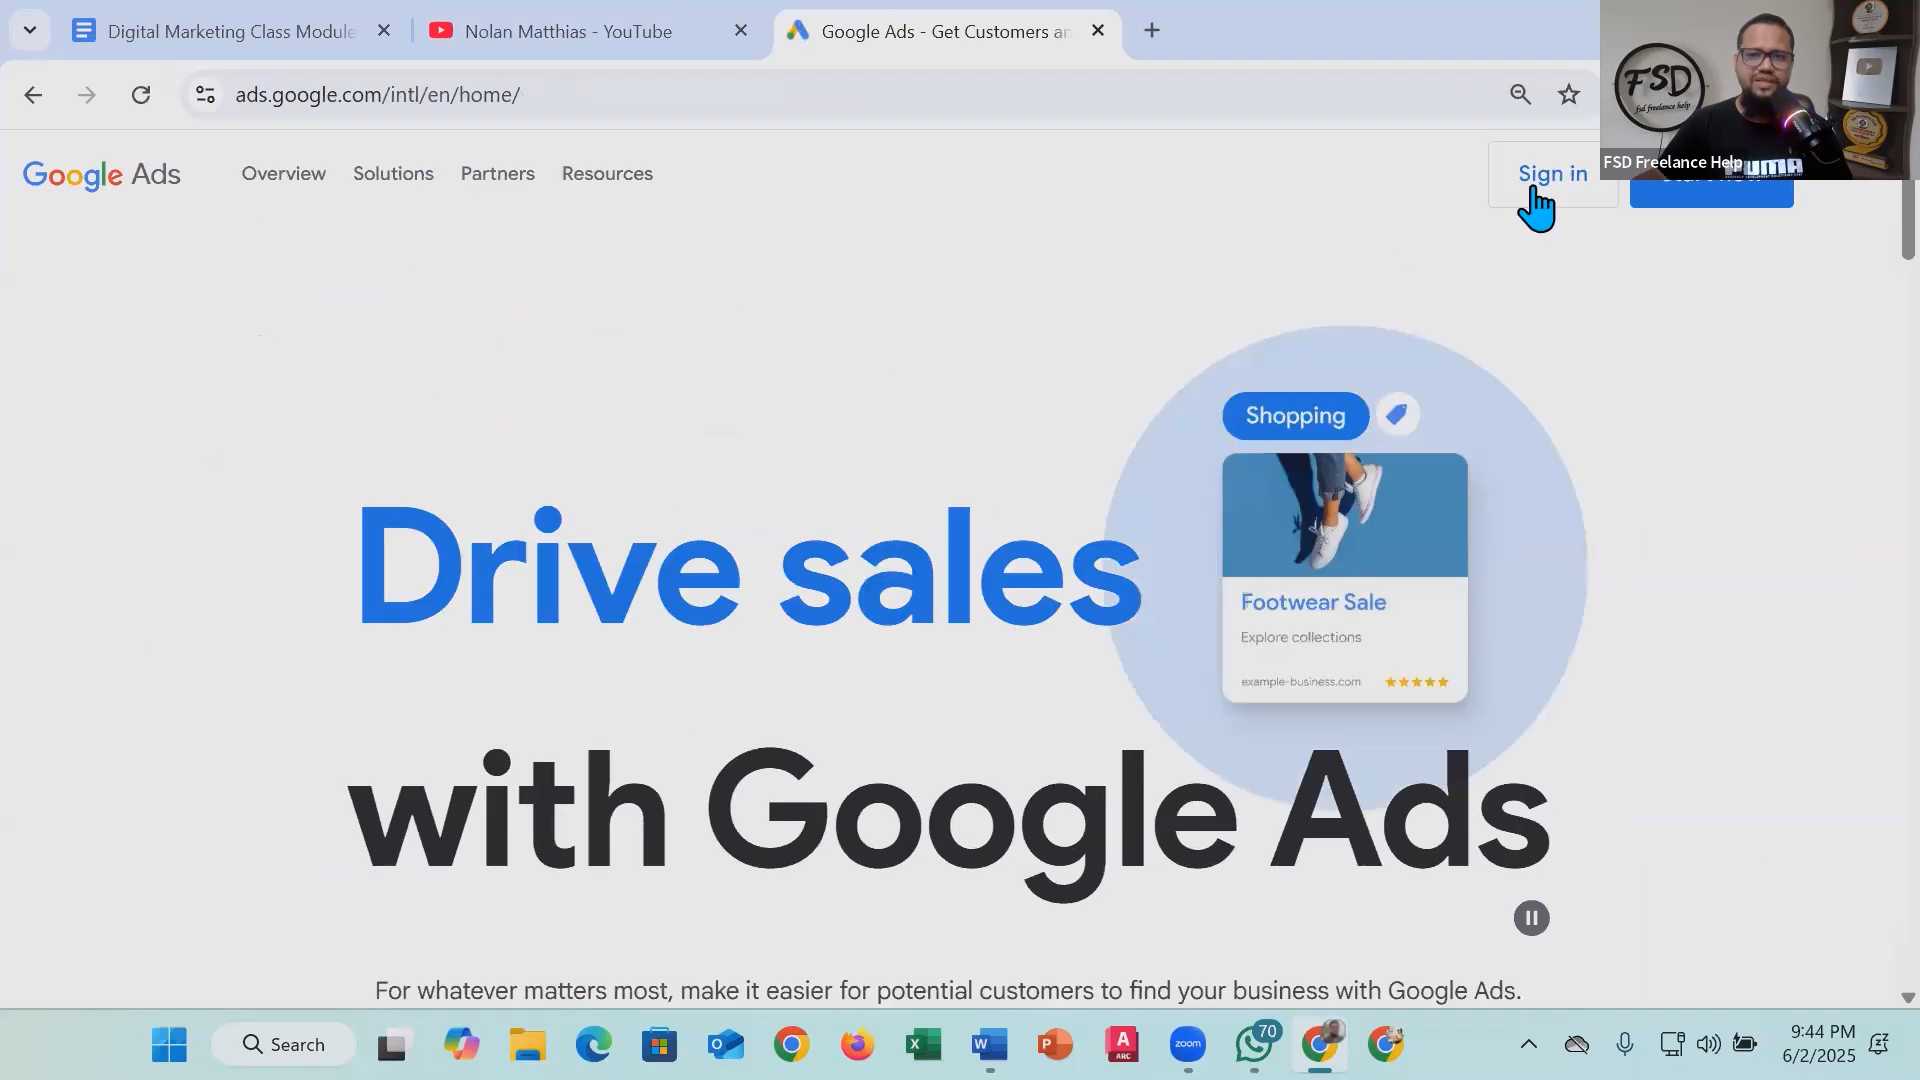 Digital Marketing Class Module
Nolan Matthias - YouTube
Google Ads - Get Customers an
ads.google.com/intl/en/home/
Google Ads
Overview
Solutions
Partners
Resources
Sign in
FSD
fsd freelance help
FSD Freelance Help
PUMA
Shopping
Drive sales
Footwear Sale
Explore collections
example-business.com
with Google Ads
For whatever matters most, make it easier for potential customers to find your business with Google Ads.
Search
zoom
70
9:44 PM
6/2/2025